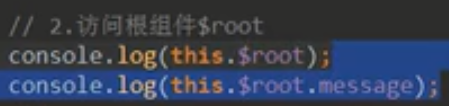 // 2.访问根组件$root
console.log(this.$root);
console.log(this.$root.message);